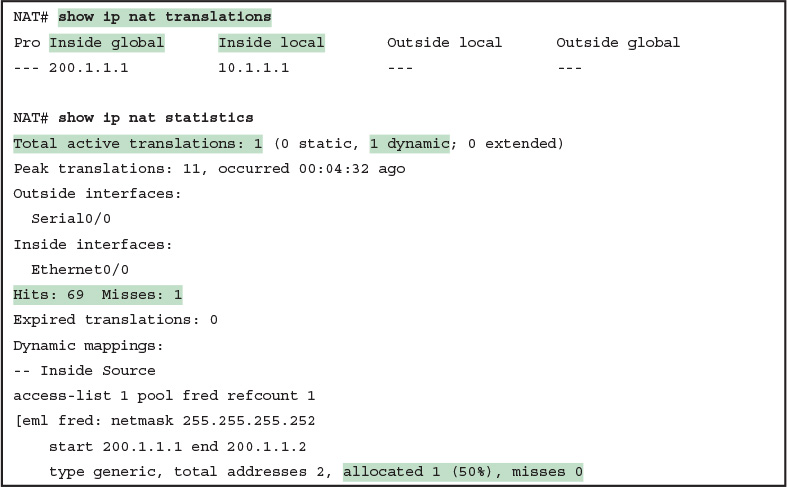 NAT# show ip nat translations
Pro Inside global Inside local Outside local Outside global
--- 200.1.1.1 10.1.1.1 --- ---
NAT# show ip nat statistics
Total active translations: 1 (0 static, 1 dynamic; 0 extended)
Peak translations: 11, occurred 00:04:32 ago
Outside interfaces:
Serial0/0
Inside interfaces:
Ethernet0/0
Hits: 69 Misses: 1
Expired translations: 0
Dynamic mappings:
-- Inside Source
access-list 1 pool fred refcount 1
[eml fred: netmask 255.255.255.252
start 200.1.1.1 end 200.1.1.2
type generic, total addresses 2, allocated 1 (50%), misses 0